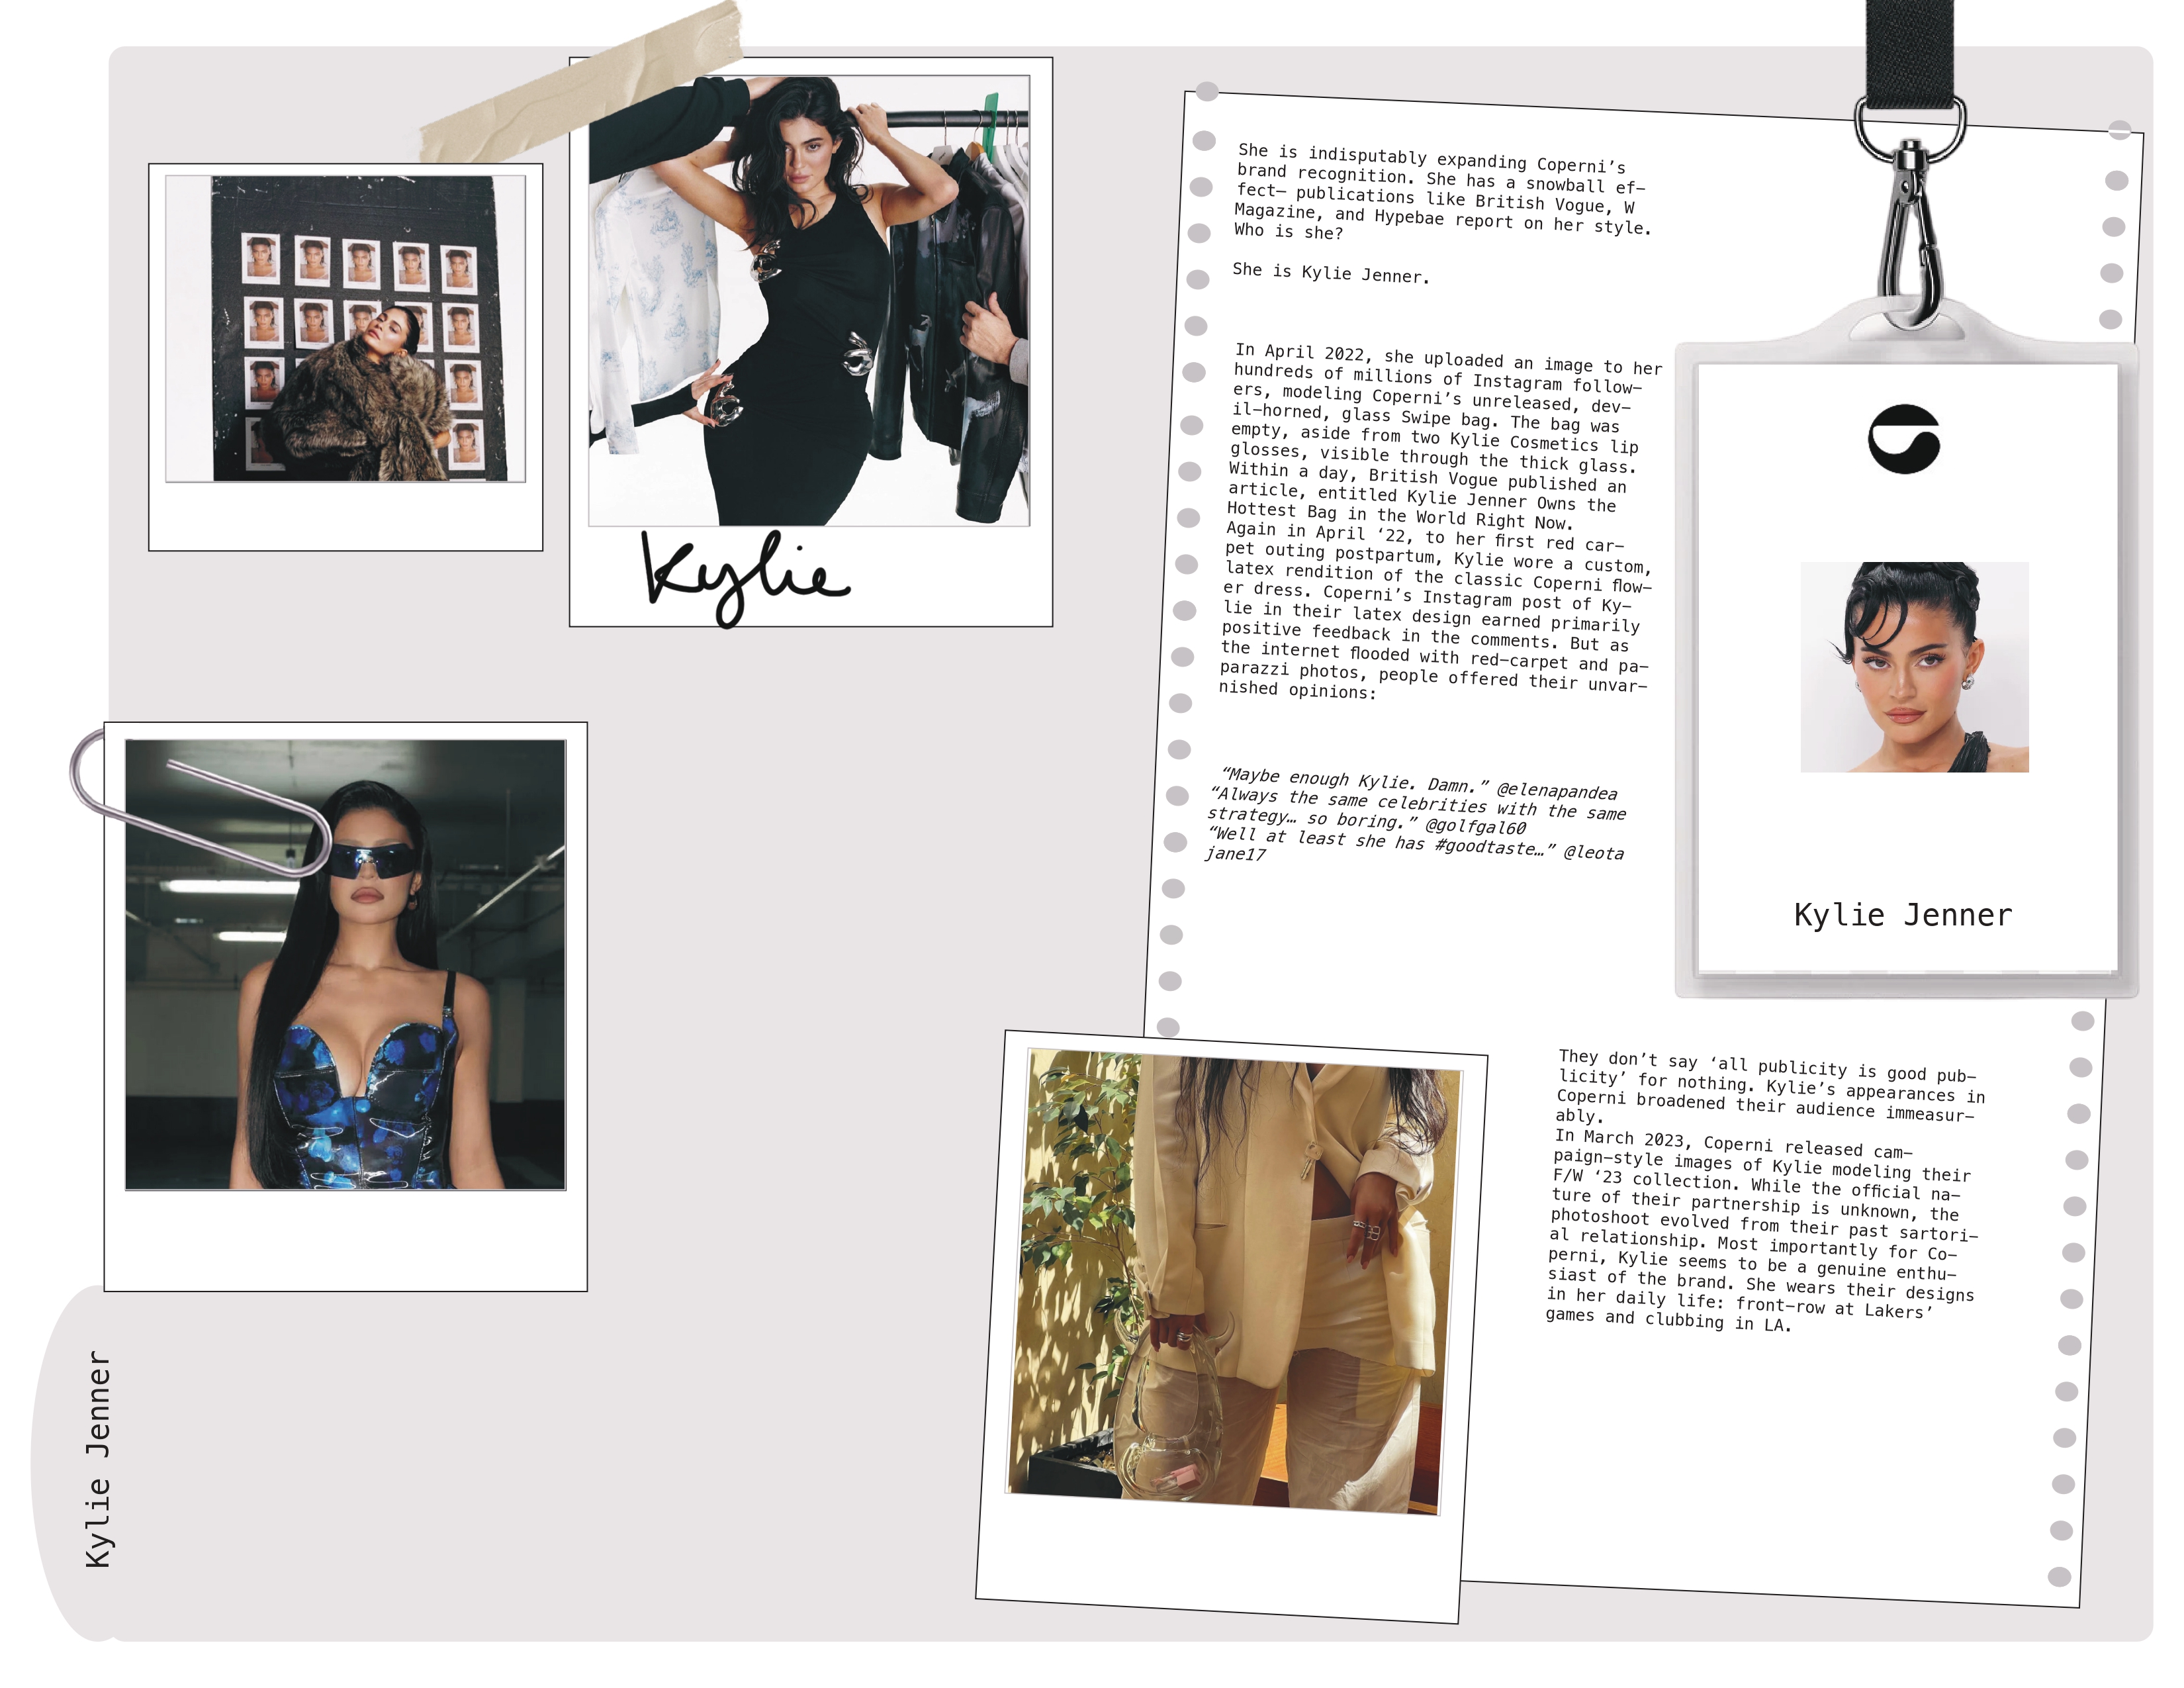 Kylie
She is indisputably expanding Coperni’s
brand recognition. She has a snowball ef–
fect— publications like British Vogue, W
Magazine, and Hypebae report on her style.
Who is she?
She is Kylie Jenner.
In April 2022, she uploaded an image to her
hundreds of millions of Instagram follow–
ers, modeling Coperni’s unreleased, dev–
il–horned, glass Swipe bag. The bag was
empty, aside from two Kylie Cosmetics lip
glosses, visible through the thick glass.
Within a day, British Vogue published an
article, entitled Kylie Jenner Owns the
Hottest Bag in the World Right Now.
Again in April ‘22, to her first red car–
pet outing postpartum, Kylie wore a custom,
latex rendition of the classic Coperni flow–
er dress. Coperni’s Instagram post of Ky–
lie in their latex design earned primarily
positive feedback in the comments. But as
the internet flooded with red–carpet and pa–
parazzi photos, people offered their unvar–
nished opinions:
“Maybe enough Kylie. Damn.” @elenapandea
“Always the same celebrities with the same
strategy… so boring.” @golfgal60
“Well at least she has #goodtaste…” @leota
jane17
Kylie Jenner
They don’t say ‘all publicity is good pub–
licity’ for nothing. Kylie’s appearances in
Coperni broadened their audience immeasur–
ably.
In March 2023, Coperni released cam–
paign–style images of Kylie modeling their
F/W ‘23 collection. While the official na–
ture of their partnership is unknown, the
photoshoot evolved from their past sartori–
al relationship. Most importantly for Co–
perni, Kylie seems to be a genuine enthu–
siast of the brand. She wears their designs
in her daily life: front–row at Lakers’
games and clubbing in LA.
Kylie Jenner